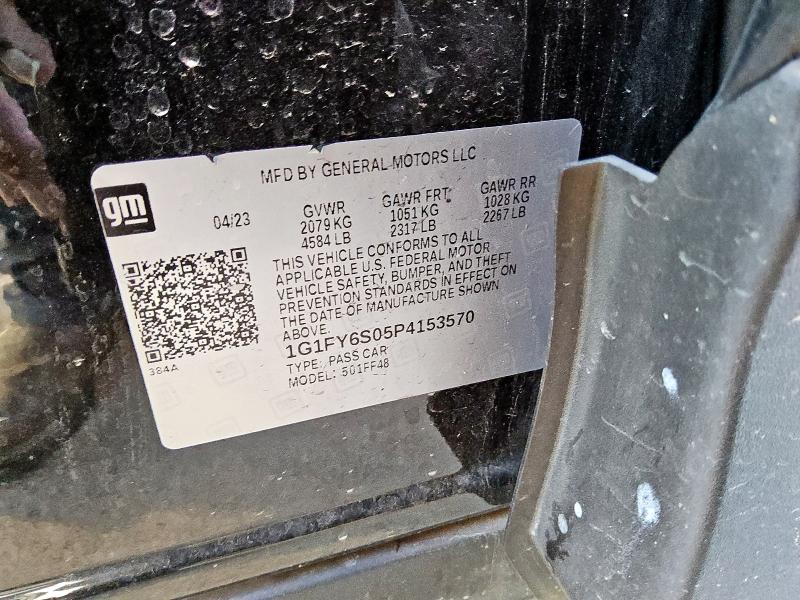 MFD BY GENERAL MOTORS LLC
gm
04/23
GVWR GAWR FRT GAWR RR
2079 KG 1051 KG 1028 KG
4584 LB 2317 LB 2267 LB
THIS VEHICLE CONFORMS TO ALL
APPLICABLE U.S. FEDERAL MOTOR
VEHICLE SAFETY, BUMPER, AND THEFT
PREVENTION STANDARDS IN EFFECT ON
THE DATE OF MANUFACTURE SHOWN
ABOVE.
1G1FY6S05P4153570
TYPE: PASS CAR
MODEL: 501FF48
384A